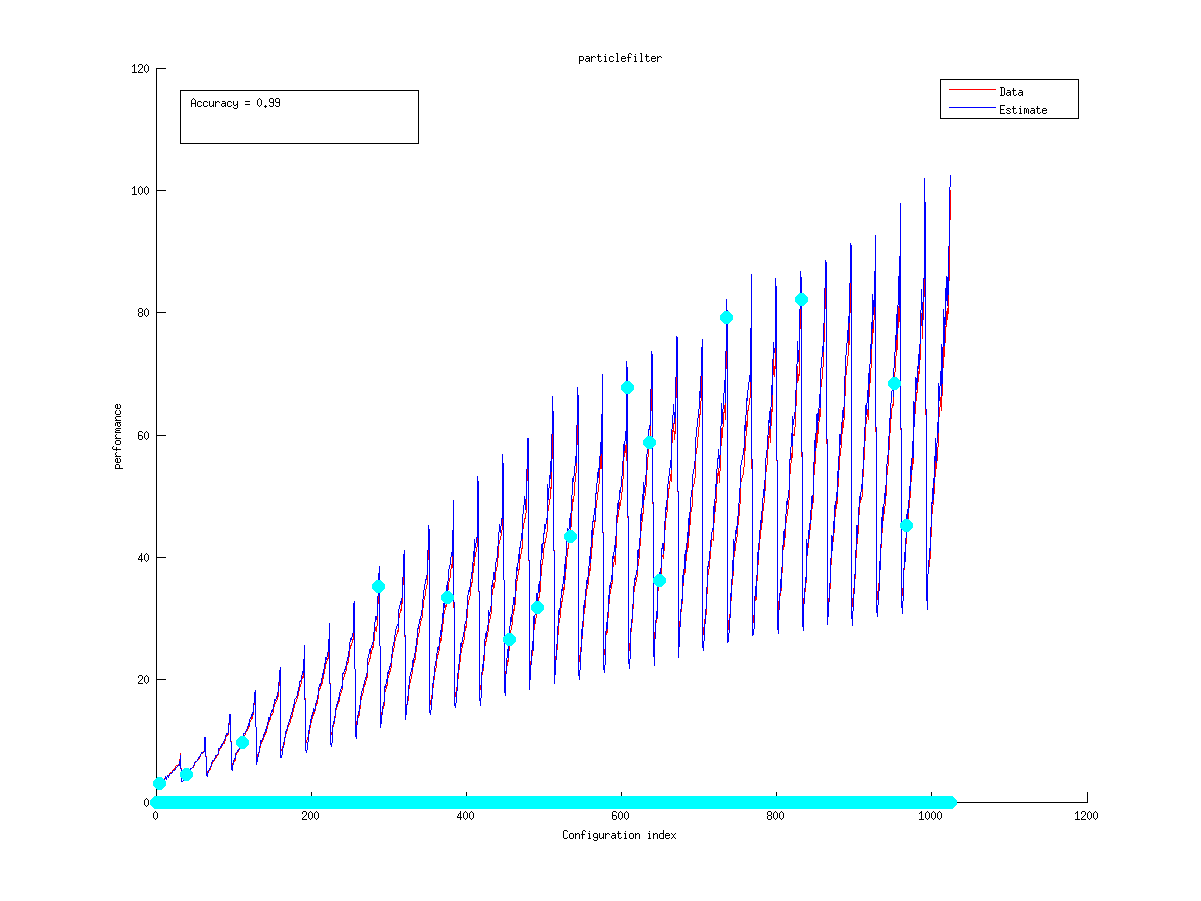 particlefilter
Accuracy = 0.99
Data
Estimate
120
100
80
60
40
20
0
performance
0 200 400 600 800 1000 1200
Configuration index